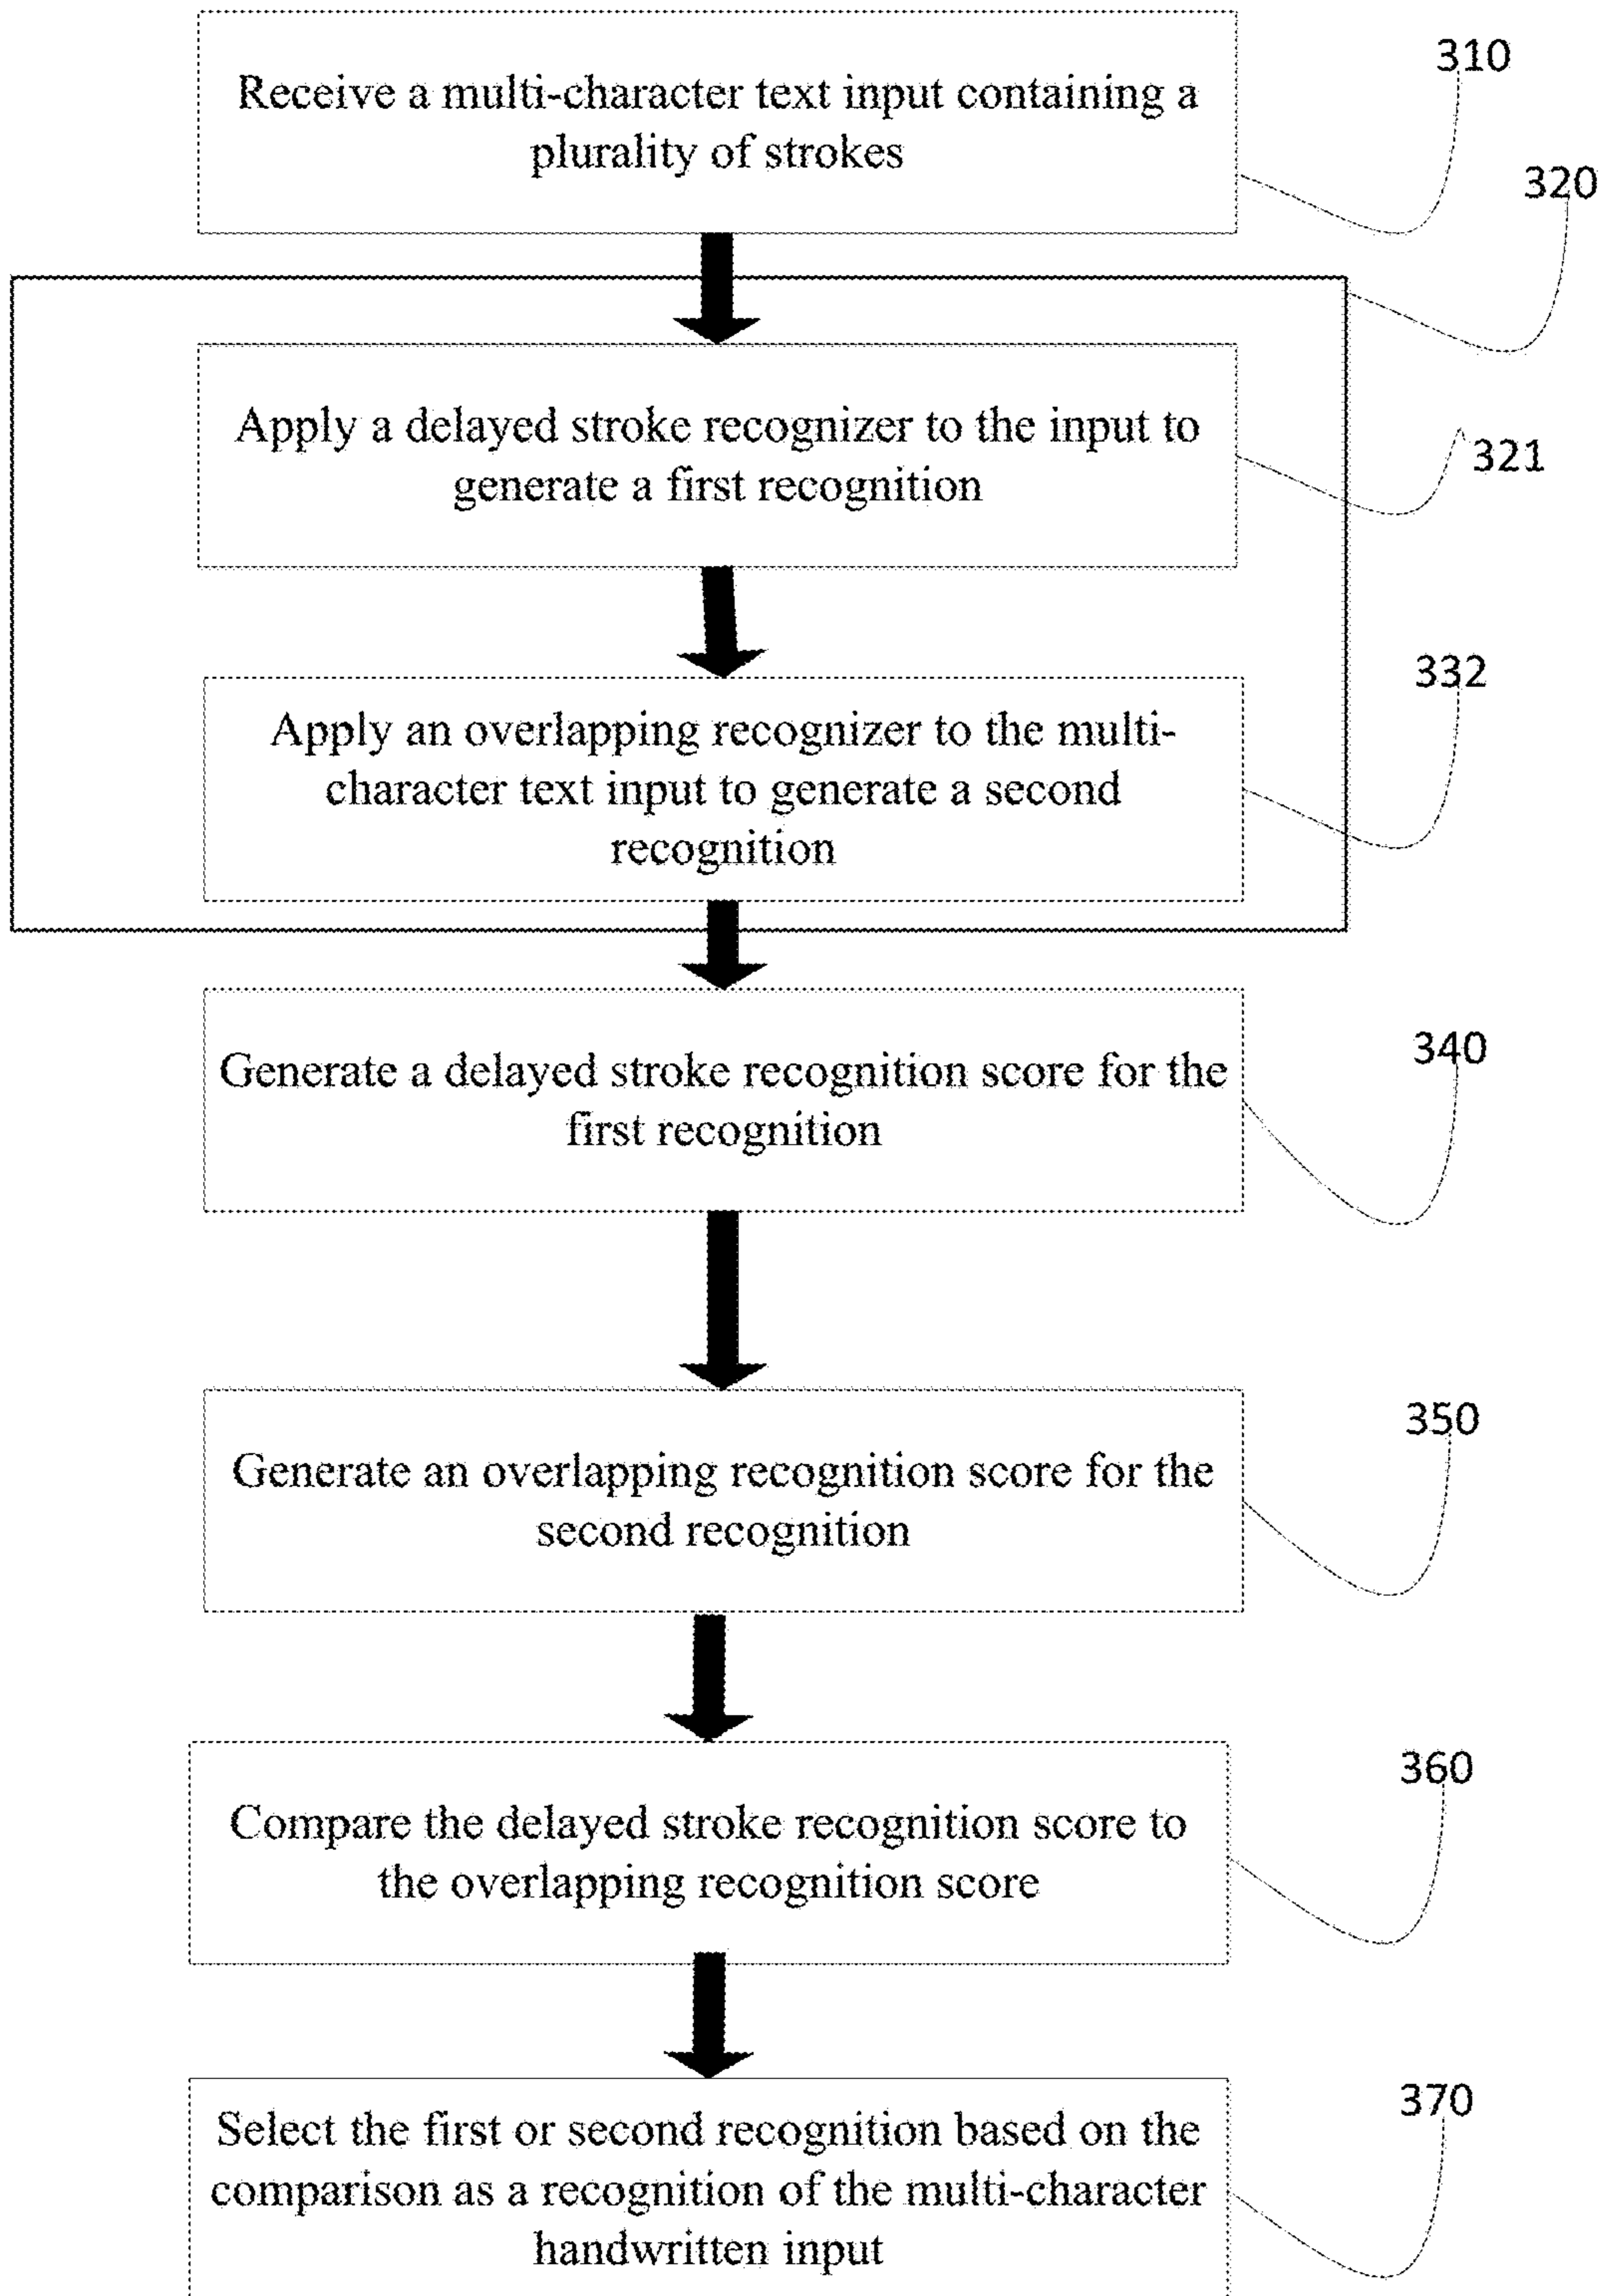 310
Receive a multi-character text input containing a
plurality of strokes
320
Apply a delayed stroke recognizer to the input to
generate a first recognition
321
332
Apply an overlapping recognizer to the multi-
character text input to generate a second
recognition
340
Generate a delayed stroke recognition score for the
first recognition
350
Generate an overlapping recognition score for the
second recognition
360
Compare the delayed stroke recognition score to
the overlapping recognition score
370
Select the first or second recognition based on the
comparison as a recognition of the multi-character
handwritten input